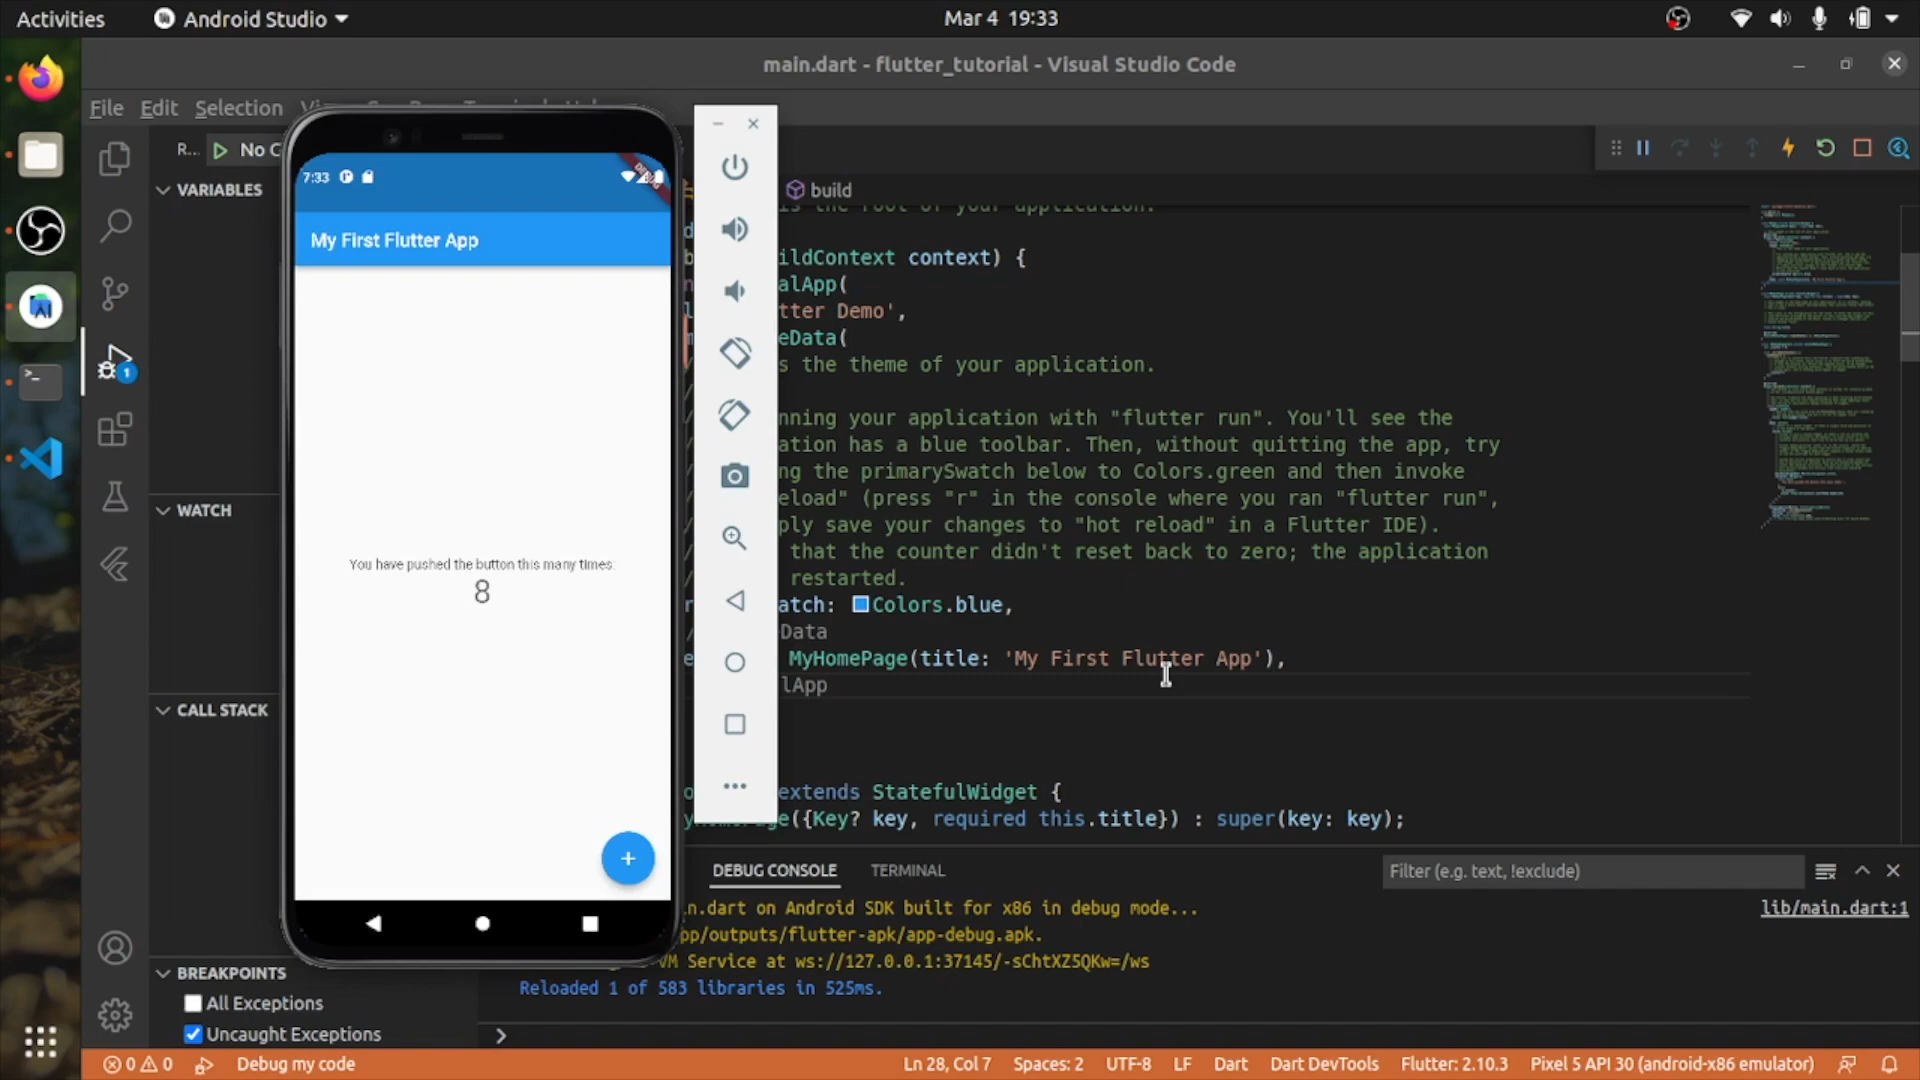 Activities
Android Studio
Mar 4 19:33
main.dart - flutter_tutorial - Visual Studio Code
File Edit Selection
R... No C
VARIABLES
WATCH
CALL STACK
BREAKPOINTS
All Exceptions
Uncaught Exceptions
1
7:33
My First Flutter App
You have pushed the button this many times:
8
+
build
is the root of your application.
ildContext context) {
alApp(
tter Demo',
eData(
s the theme of your application.
nning your application with "flutter run". You'll see the
ation has a blue toolbar. Then, without quitting the app, try
ng the primarySwatch below to Colors.green and then invoke
eload" (press "r" in the console where you ran "flutter run",
ply save your changes to "hot reload" in a Flutter IDE).
that the counter didn't reset back to zero; the application
restarted.
atch: Colors.blue,
eData
MyHomePage(title: 'My First Flutter App'),
lApp
extends StatefulWidget {
ge({Key? key, required this.title}) : super(key: key);
DEBUG CONSOLE TERMINAL
Filter (e.g. text, !exclude)
n.dart on Android SDK built for x86 in debug mode...
lib/main.dart:1
pp/outputs/flutter-apk/app-debug.apk.
VM Service at ws://127.0.0.1:37145/-sChtXZ5QKw=/ws
Reloaded 1 of 583 libraries in 525ms.
0 0 Debug my code Ln 28, Col 7 Spaces: 2 UTF-8 LF Dart Dart DevTools Flutter: 2.10.3 Pixel 5 API 30 (android-x86 emulator)